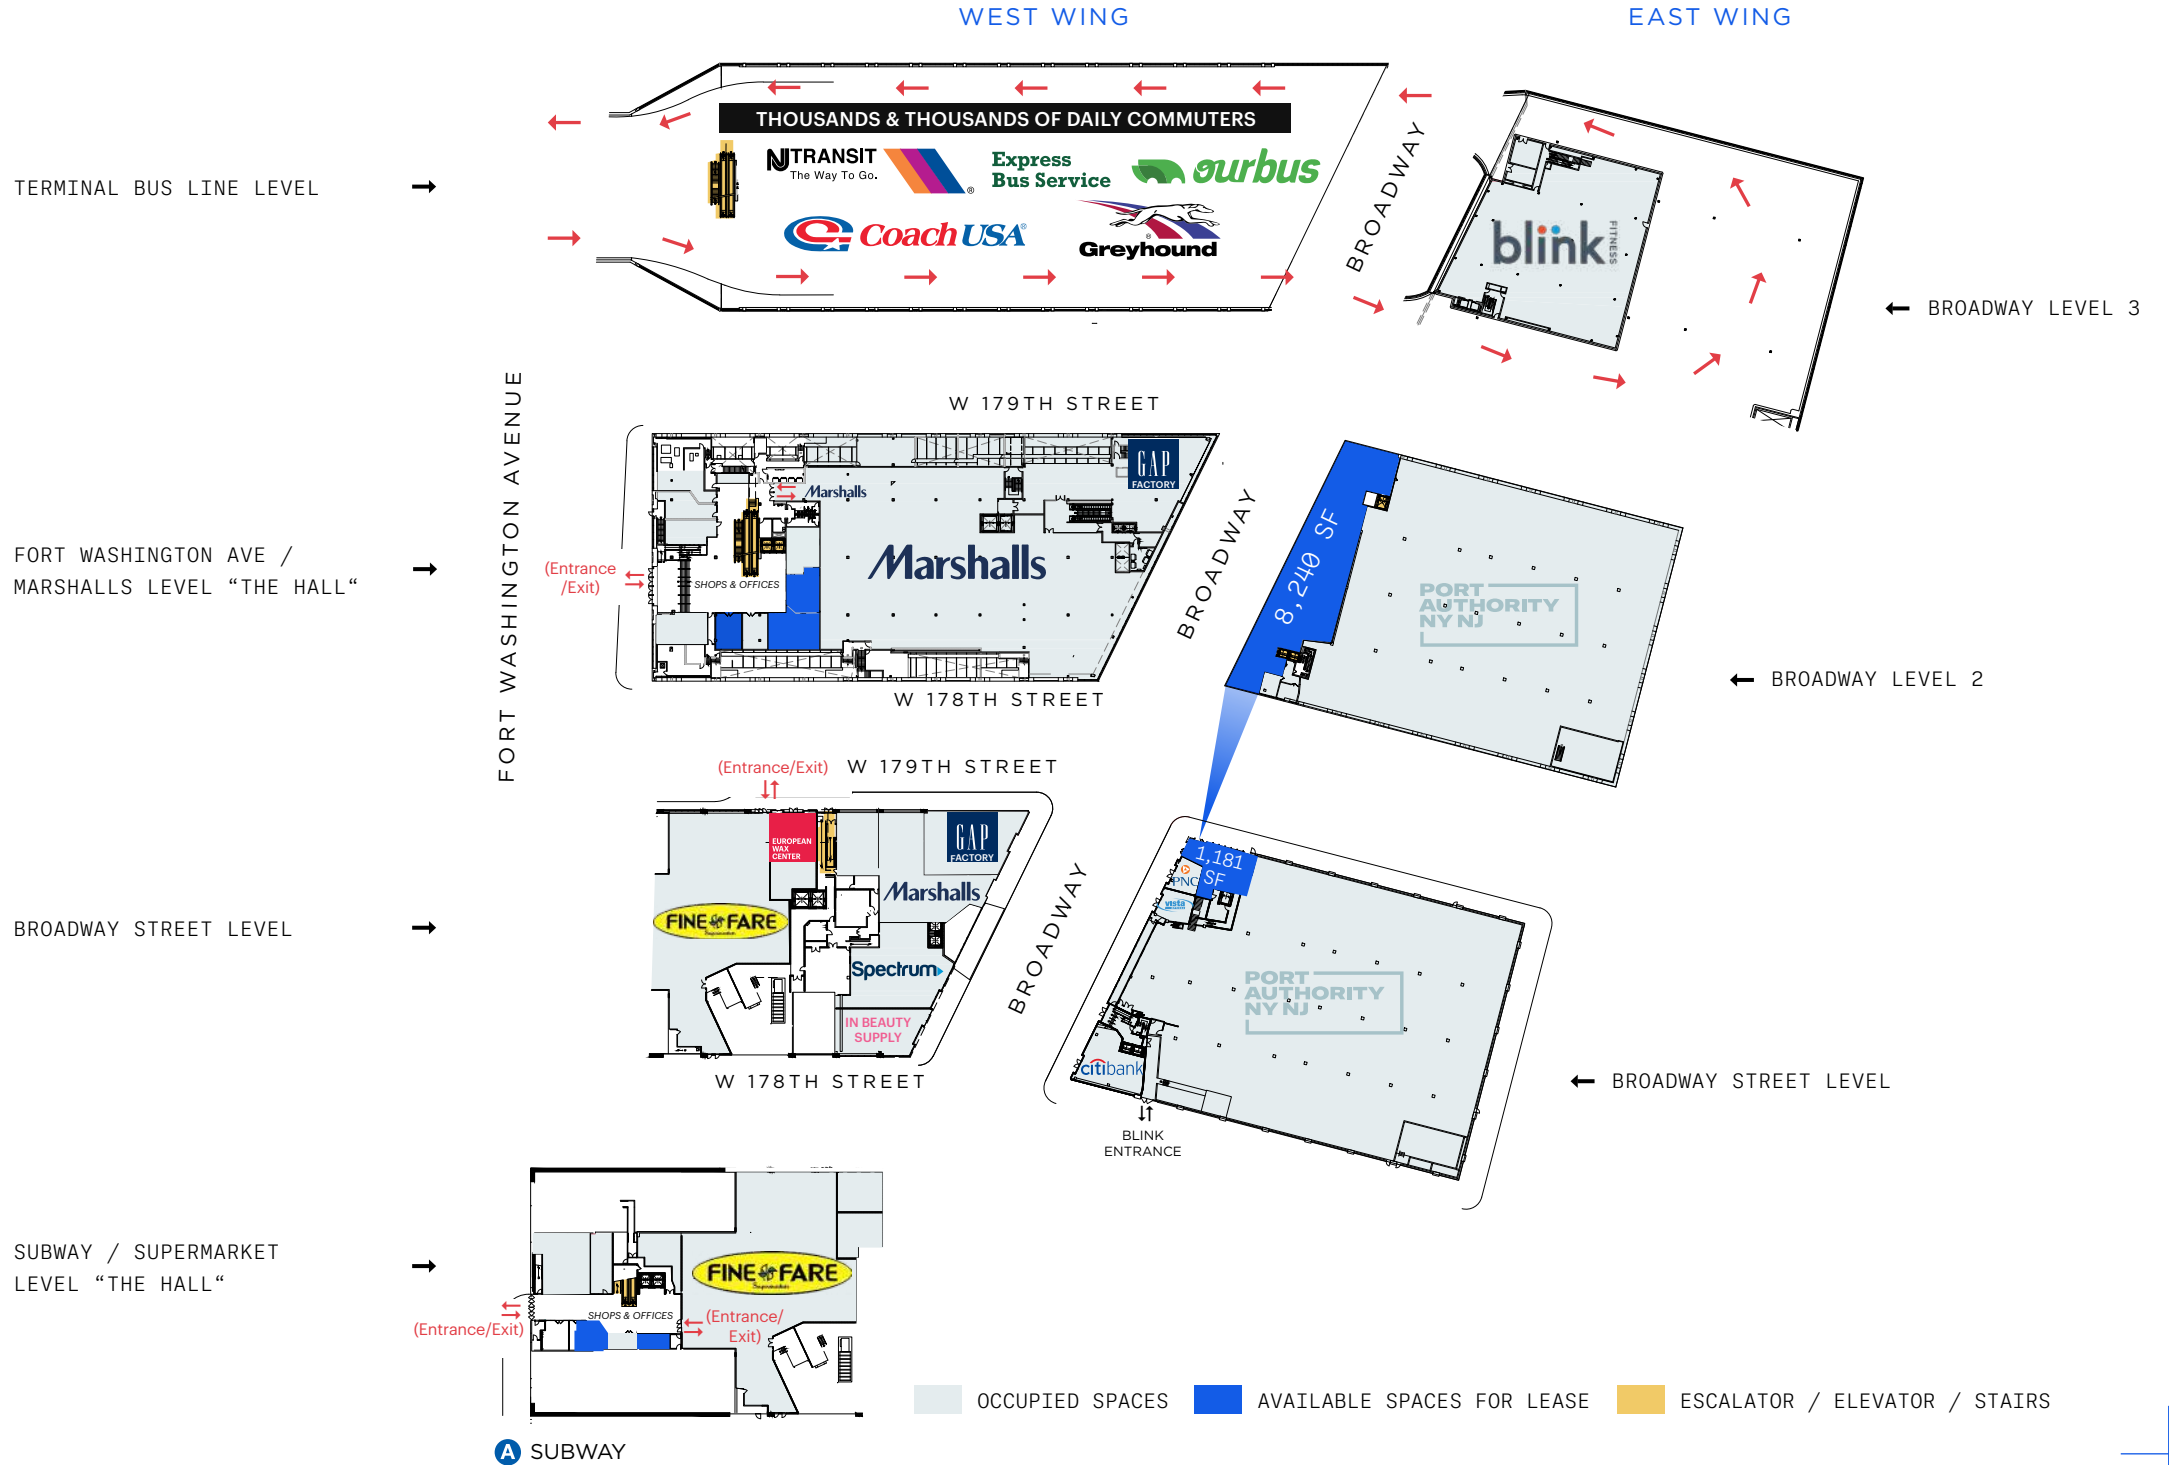 WEST WING
EAST WING
THOUSANDS & THOUSANDS OF DAILY COMMUTERS
NJ TRANSIT
The Way To Go.
®
Express
Bus Service
ourbus
Coach USA®
®
Greyhound
TERMINAL BUS LINE LEVEL
BROADWAY
blink
FITNESS
BROADWAY LEVEL 3
FORT WASHINGTON AVENUE
W 179TH STREET
GAP
FACTORY
Marshalls
Marshalls
FORT WASHINGTON AVE /
MARSHALLS LEVEL “THE HALL“
(Entrance
/Exit)
SHOPS & OFFICES
BROADWAY
W 178TH STREET
8,240 SF
PORT
AUTHORITY
NY NJ
BROADWAY LEVEL 2
(Entrance/Exit)
W 179TH STREET
EUROPEAN
WAX
CENTER
GAP
FACTORY
Marshalls
FINE FARE
Supermarket
BROADWAY STREET LEVEL
Spectrum
IN BEAUTY
SUPPLY
W 178TH STREET
BROADWAY
1,181
SF
PNC
vista
PORT
AUTHORITY
NY NJ
citibank
BLINK
ENTRANCE
BROADWAY STREET LEVEL
SUBWAY / SUPERMARKET
LEVEL “THE HALL“
FINE FARE
Supermarket
SHOPS & OFFICES
(Entrance/Exit)
(Entrance/
Exit)
OCCUPIED SPACES
AVAILABLE SPACES FOR LEASE
ESCALATOR / ELEVATOR / STAIRS
A SUBWAY